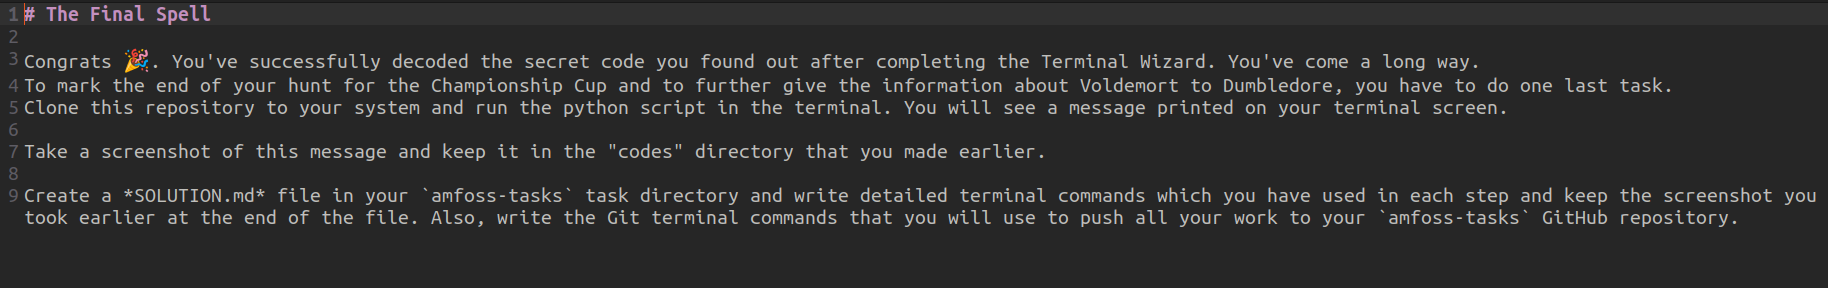 1 # The Final Spell
2
3 Congrats 🎉. You've successfully decoded the secret code you found out after completing the Terminal Wizard. You've come a long way.
4 To mark the end of your hunt for the Championship Cup and to further give the information about Voldemort to Dumbledore, you have to do one last task.
5 Clone this repository to your system and run the python script in the terminal. You will see a message printed on your terminal screen.
6
7 Take a screenshot of this message and keep it in the "codes" directory that you made earlier.
8
9 Create a *SOLUTION.md* file in your `amfoss-tasks` task directory and write detailed terminal commands which you have used in each step and keep the screenshot you
took earlier at the end of the file. Also, write the Git terminal commands that you will use to push all your work to your `amfoss-tasks` GitHub repository.